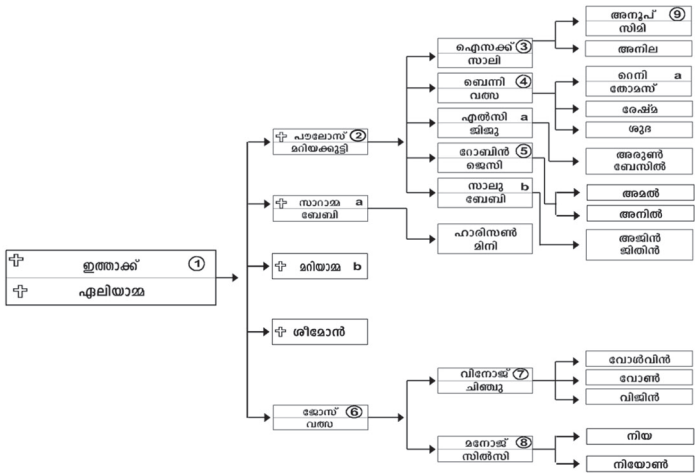 ഇത്താക്ക് 1
ഏലിയാമ്മ
പൗലോസ് 2
മറിയക്കുട്ടി
സാറാമ്മ a
ബേബി
മറിയാമ്മ b
ശീമോൻ
ജോസ് 6
വത്സ
ഐസക്ക് 3
സാലി
ബെന്നി 4
വത്സ
എൽസി a
ജിജു
റോബിൻ 5
ജെസി
സാലു b
ബേബി
ഹാരിസൺ
മിനി
വിനോജ് 7
ചിഞ്ചു
മനോജ് 8
സിൽസി
അനൂപ് 9
സിമി
അനില
റെനി a
തോമസ്
രേഷ്മ
ശുഭ
അരുൺ
ബേസിൽ
അമൽ
അനിൽ
അജിൻ
ജിതിൻ
വോൾവിൻ
വോൺ
വിജിൻ
നിയ
നിയോൺ